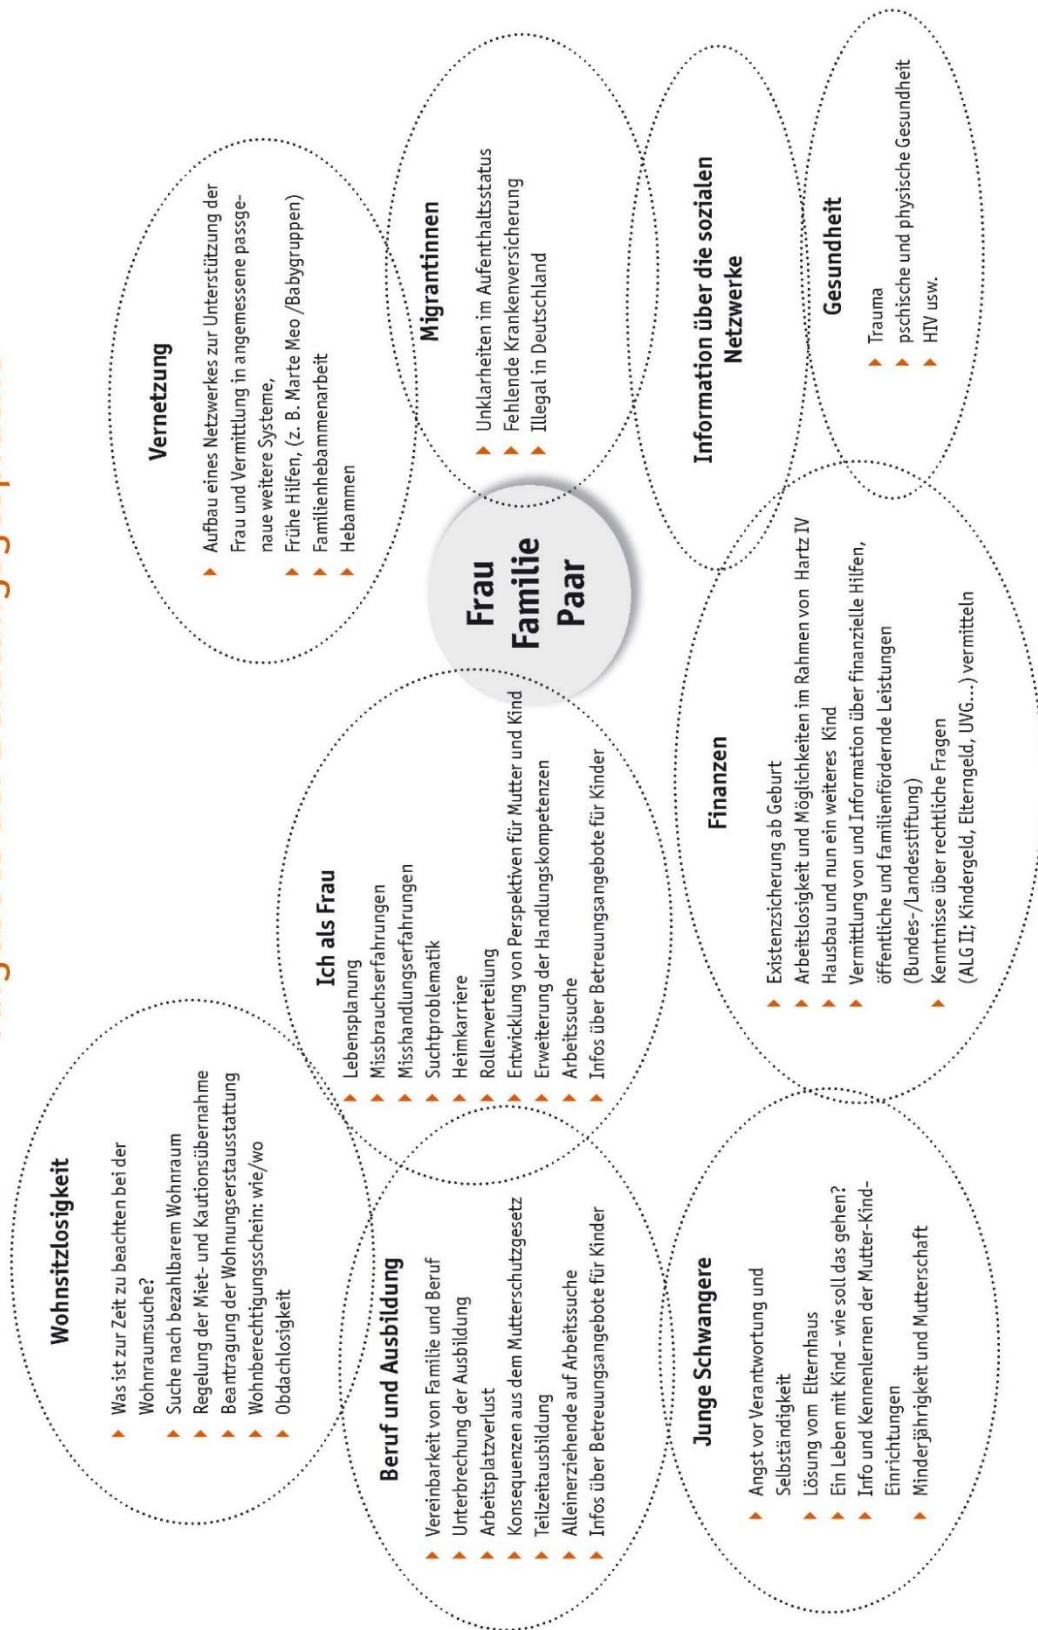 Wohnsitzlosigkeit
Was ist zur Zeit zu beachten bei der
Wohnraumsuche?
Suche nach bezahlbarem Wohnraum
Regelung der Miet- und Kautionsübernahme
Beantragung der Wohnungserstausstattung
Wohnberechtigungsschein: wie/wo
Obdachlosigkeit
Vernetzung
Aufbau eines Netzwerkes zur Unterstützung der
Frau und Vermittlung in angemessene passge-
naue weitere Systeme,
Frühe Hilfen, (z. B. Marte Meo /Babygruppen)
Familienhebammenarbeit
Hebammen
Ich als Frau
Lebensplanung
Missbrauchserfahrungen
Misshandlungserfahrungen
Suchtproblematik
Heimkarriere
Rollenverteilung
Entwicklung von Perspektiven für Mutter und Kind
Erweiterung der Handlungskompetenzen
Arbeitssuche
Infos über Betreuungsangebote für Kinder
Beruf und Ausbildung
Vereinbarkeit von Familie und Beruf
Unterbrechung der Ausbildung
Arbeitsplatzverlust
Konsequenzen aus dem Mutterschutzgesetz
Teilzeitausbildung
Alleinerziehende auf Arbeitssuche
Infos über Betreuungsangebote für Kinder
Frau
Familie
Paar
Migrantinnen
Unklarheiten im Aufenthaltsstatus
Fehlende Krankenversicherung
Illegal in Deutschland
Junge Schwangere
Angst vor Verantwortung und
Selbständigkeit
Lösung vom Elternhaus
Ein Leben mit Kind - wie soll das gehen?
Info und Kennenlernen der Mutter-Kind-
Einrichtungen
Minderjährigkeit und Mutterschaft
Finanzen
Existenzsicherung ab Geburt
Arbeitslosigkeit und Möglichkeiten im Rahmen von Hartz IV
Hausbau und nun ein weiteres Kind
Vermittlung von und Information über finanzielle Hilfen,
öffentliche und familienfördernde Leistungen
(Bundes-/Landesstiftung)
Kenntnisse über rechtliche Fragen
(ALG II; Kindergeld, Elterngeld, UVG...) vermitteln
Information über die sozialen
Netzwerke
Gesundheit
Trauma
pschische und physische Gesundheit
HIV usw.